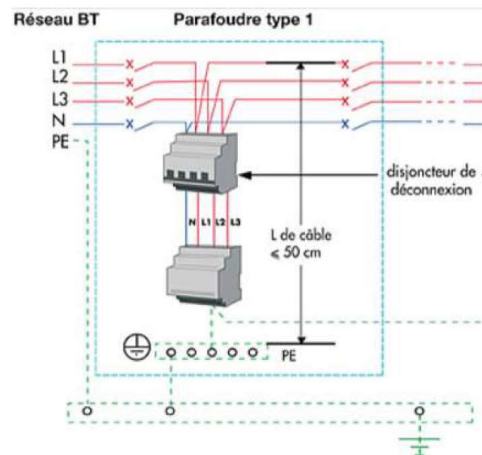 Réseau BT
Parafoudre type 1
L1
L2
L3
N
PE
disjoncteur de
déconnexion
N L1 L2 L3
L de câble
≤ 50 cm
PE